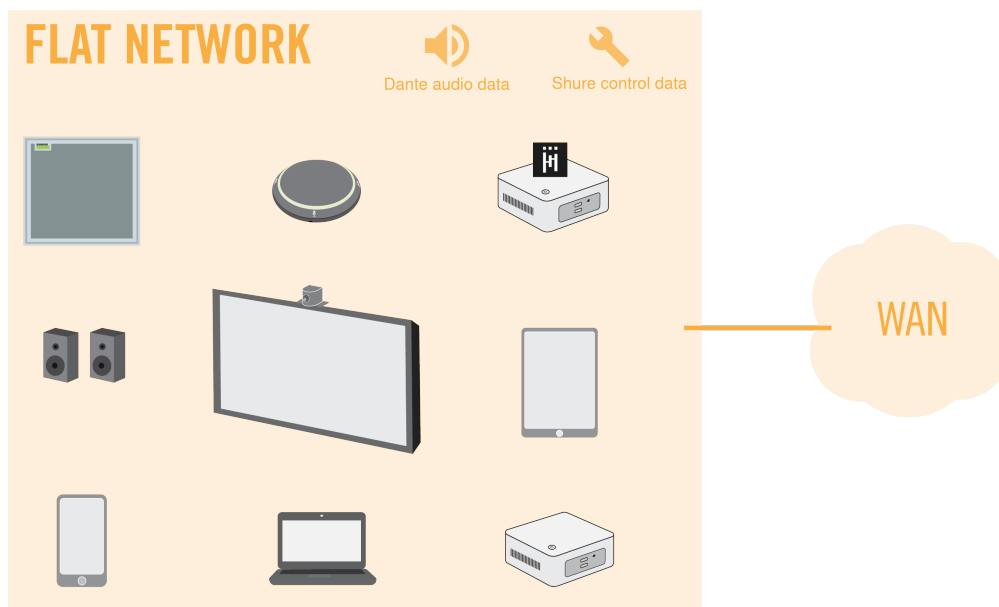 FLAT NETWORK
Dante audio data
Shure control data
WAN